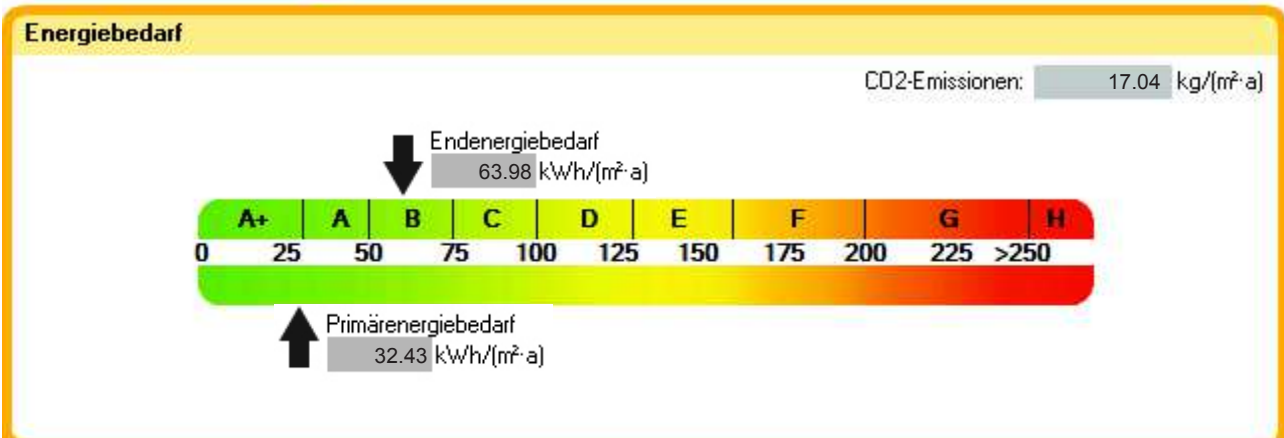 Energiebedarf
CO2-Emissionen: 17.04 kg/(m²·a)
Endenergiebedarf
63.98 kWh/(m²·a)
A+ A B C D E F G H
0 25 50 75 100 125 150 175 200 225 >250
Primärenergiebedarf
32.43 kWh/(m²·a)